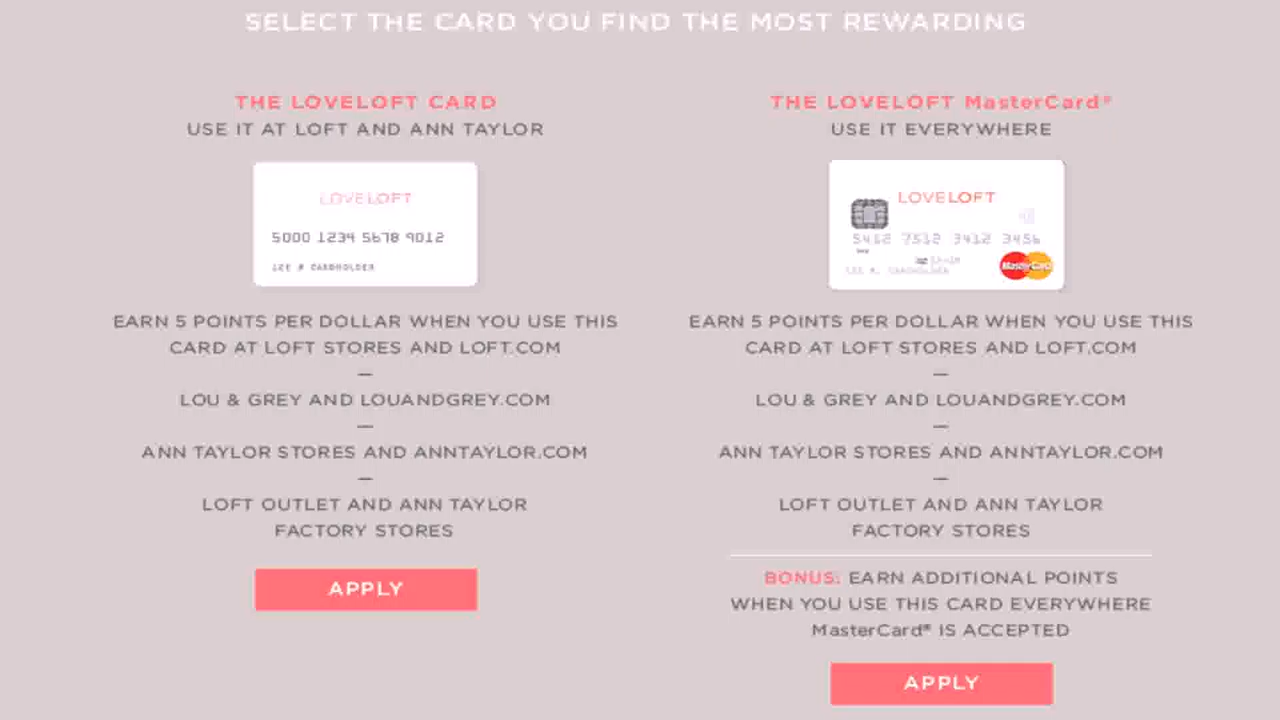 SELECT THE CARD YOU FIND THE MOST REWARDING
THE LOVELOFT CARD
USE IT AT LOFT AND ANN TAYLOR
LOVELOFT
5000 1234 5678 9012
CARDHOLDER
EARN 5 POINTS PER DOLLAR WHEN YOU USE THIS
CARD AT LOFT STORES AND LOFT.COM
—
LOU & GREY AND LOUANDGREY.COM
—
ANN TAYLOR STORES AND ANNTAYLOR.COM
—
LOFT OUTLET AND ANN TAYLOR
FACTORY STORES
APPLY
THE LOVELOFT MasterCard®
USE IT EVERYWHERE
LOVELOFT
5412 7512 3412 3456
CARDHOLDER
MasterCard
EARN 5 POINTS PER DOLLAR WHEN YOU USE THIS
CARD AT LOFT STORES AND LOFT.COM
—
LOU & GREY AND LOUANDGREY.COM
—
ANN TAYLOR STORES AND ANNTAYLOR.COM
—
LOFT OUTLET AND ANN TAYLOR
FACTORY STORES
BONUS: EARN ADDITIONAL POINTS
WHEN YOU USE THIS CARD EVERYWHERE
MasterCard® IS ACCEPTED
APPLY